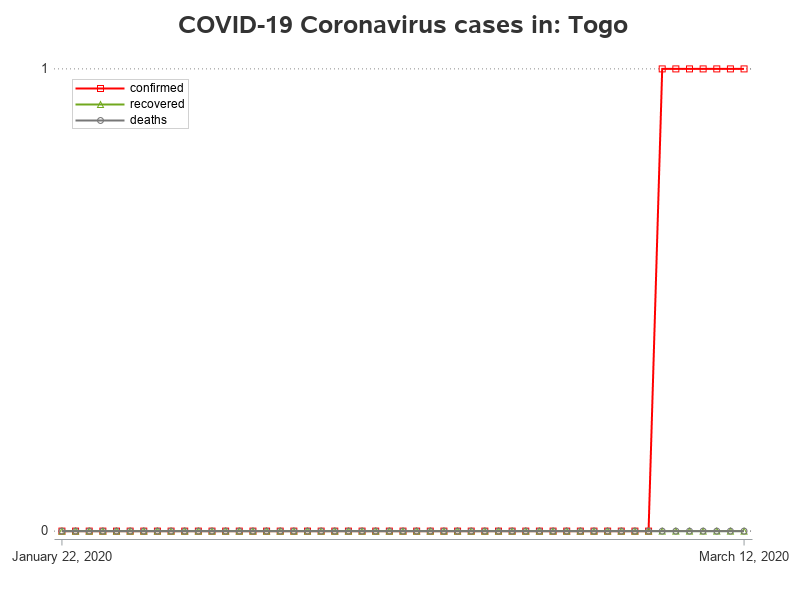 COVID-19 Coronavirus cases in: Togo
1
confirmed
recovered
deaths
0
January 22, 2020
March 12, 2020